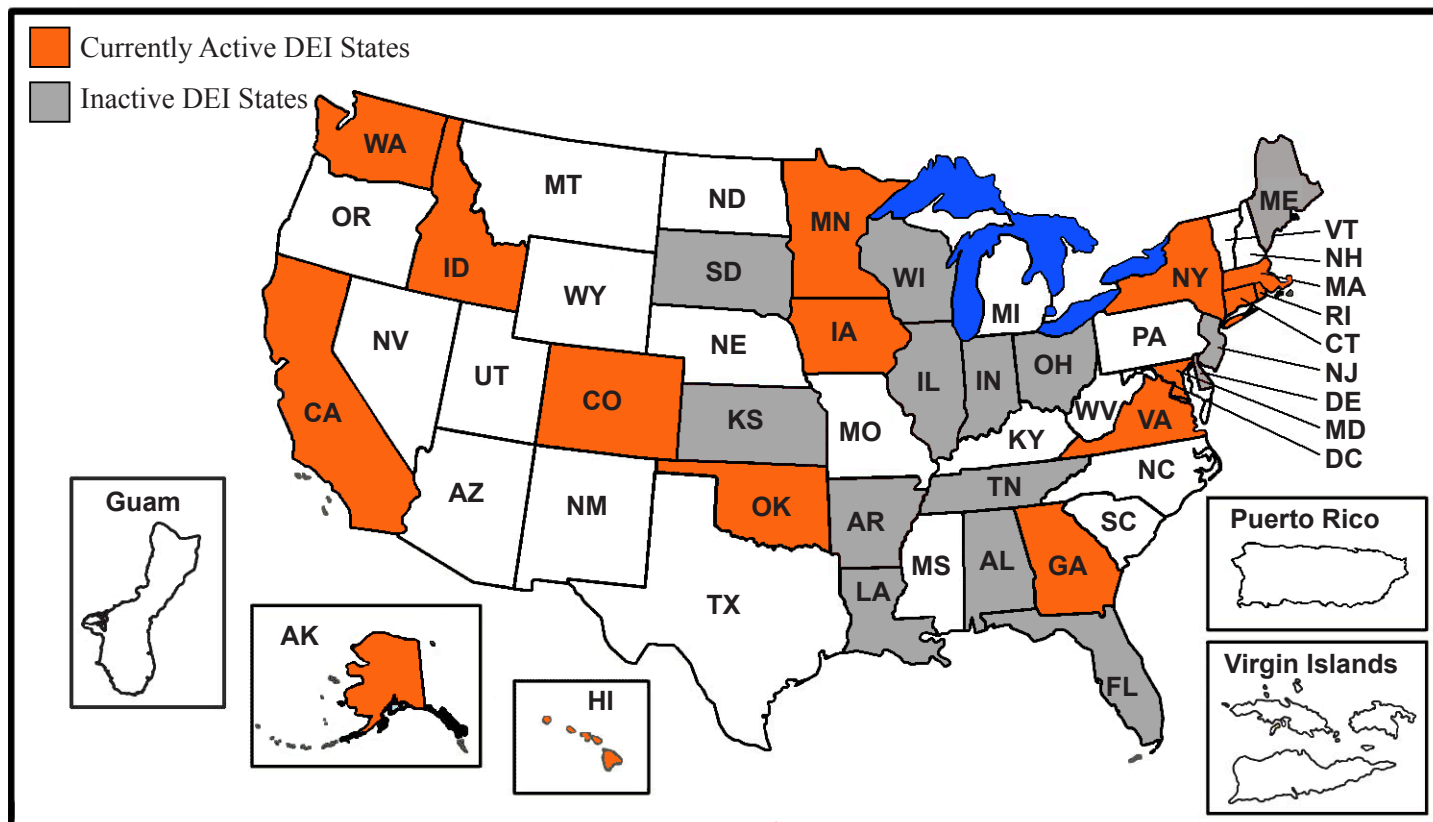 Currently Active DEI States
Inactive DEI States
WA
MT
ND
MN
ME
OR
VT
NH
ID
SD
WI
NY
MA
WY
MI
RI
IA
PA
CT
NV
NE
NJ
UT
IL
IN
OH
DE
CA
CO
KS
MO
WV
VA
MD
KY
DC
NC
AZ
NM
OK
TN
Guam
AR
SC
Puerto Rico
MS
AL
GA
TX
LA
AK
Virgin Islands
FL
HI